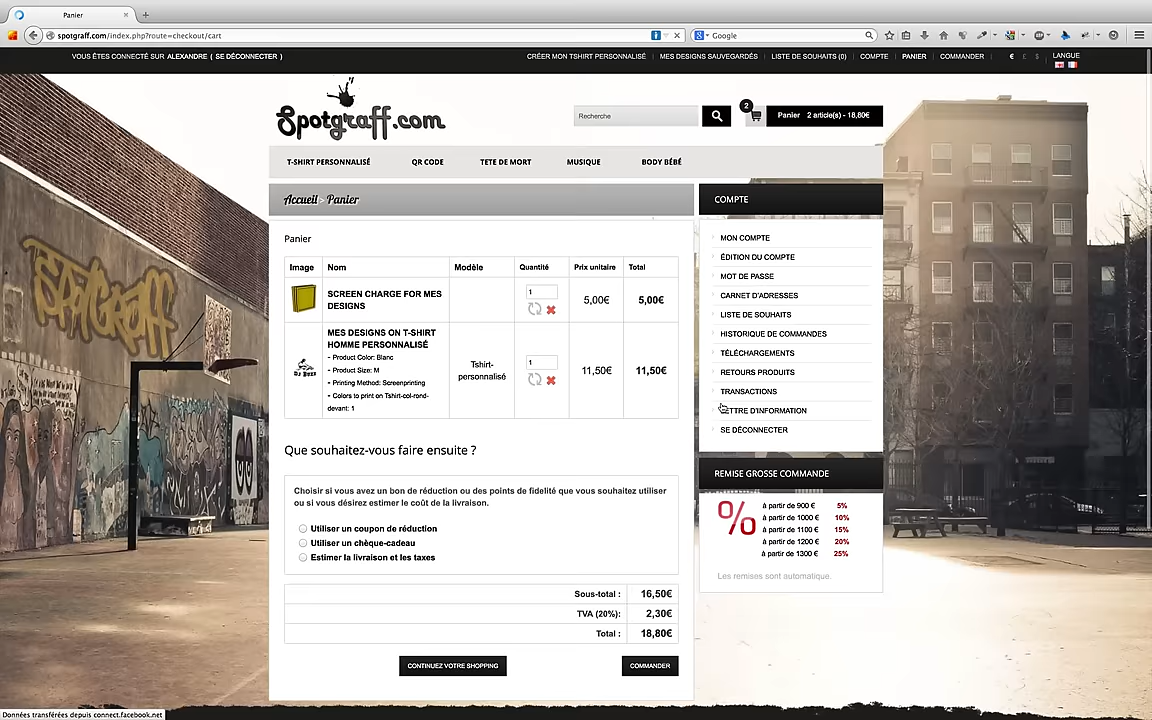 Panier
spotgraff.com/index.php?route=checkout/cart
Google
VOUS ÊTES CONNECTÉ SUR ALEXANDRE ( SE DÉCONNECTER )
CRÉER MON TSHIRT PERSONNALISÉ
MES DESIGNS SAUVEGARDÉS
LISTE DE SOUHAITS (0)
COMPTE
PANIER
COMMANDER
€ £ $
LANGUE
Spotgraff.com
Recherche
2
Panier 2 article(s) - 18,80€
T-SHIRT PERSONNALISÉ
QR CODE
TETE DE MORT
MUSIQUE
BODY BÉBÉ
Accueil » Panier
Panier
Image Nom Modèle Quantité Prix unitaire Total
SCREEN CHARGE FOR MES
DESIGNS
1
5,00€ 5,00€
MES DESIGNS ON T-SHIRT
HOMME PERSONNALISÉ
- Product Color: Blanc
- Product Size: M
- Printing Method: Screenprinting
- Colors to print on Tshirt-col-rond-
devant: 1
Tshirt-
personnalisé
1
11,50€ 11,50€
Que souhaitez-vous faire ensuite ?
Choisir si vous avez un bon de réduction ou des points de fidelité que vous souhaitez utiliser
ou si vous désirez estimer le coût de la livraison.
Utiliser un coupon de réduction
Utiliser un chèque-cadeau
Estimer la livraison et les taxes
Sous-total : 16,50€
TVA (20%): 2,30€
Total : 18,80€
CONTINUEZ VOTRE SHOPPING
COMMANDER
COMPTE
MON COMPTE
ÉDITION DU COMPTE
MOT DE PASSE
CARNET D'ADRESSES
LISTE DE SOUHAITS
HISTORIQUE DE COMMANDES
TÉLÉCHARGEMENTS
RETOURS PRODUITS
TRANSACTIONS
LETTRE D'INFORMATION
SE DÉCONNECTER
REMISE GROSSE COMMANDE
%
à partir de 900 € 5%
à partir de 1000 € 10%
à partir de 1100 € 15%
à partir de 1200 € 20%
à partir de 1300 € 25%
Les remises sont automatique.
SPOTGRAFF
Données transférées depuis connect.facebook.net